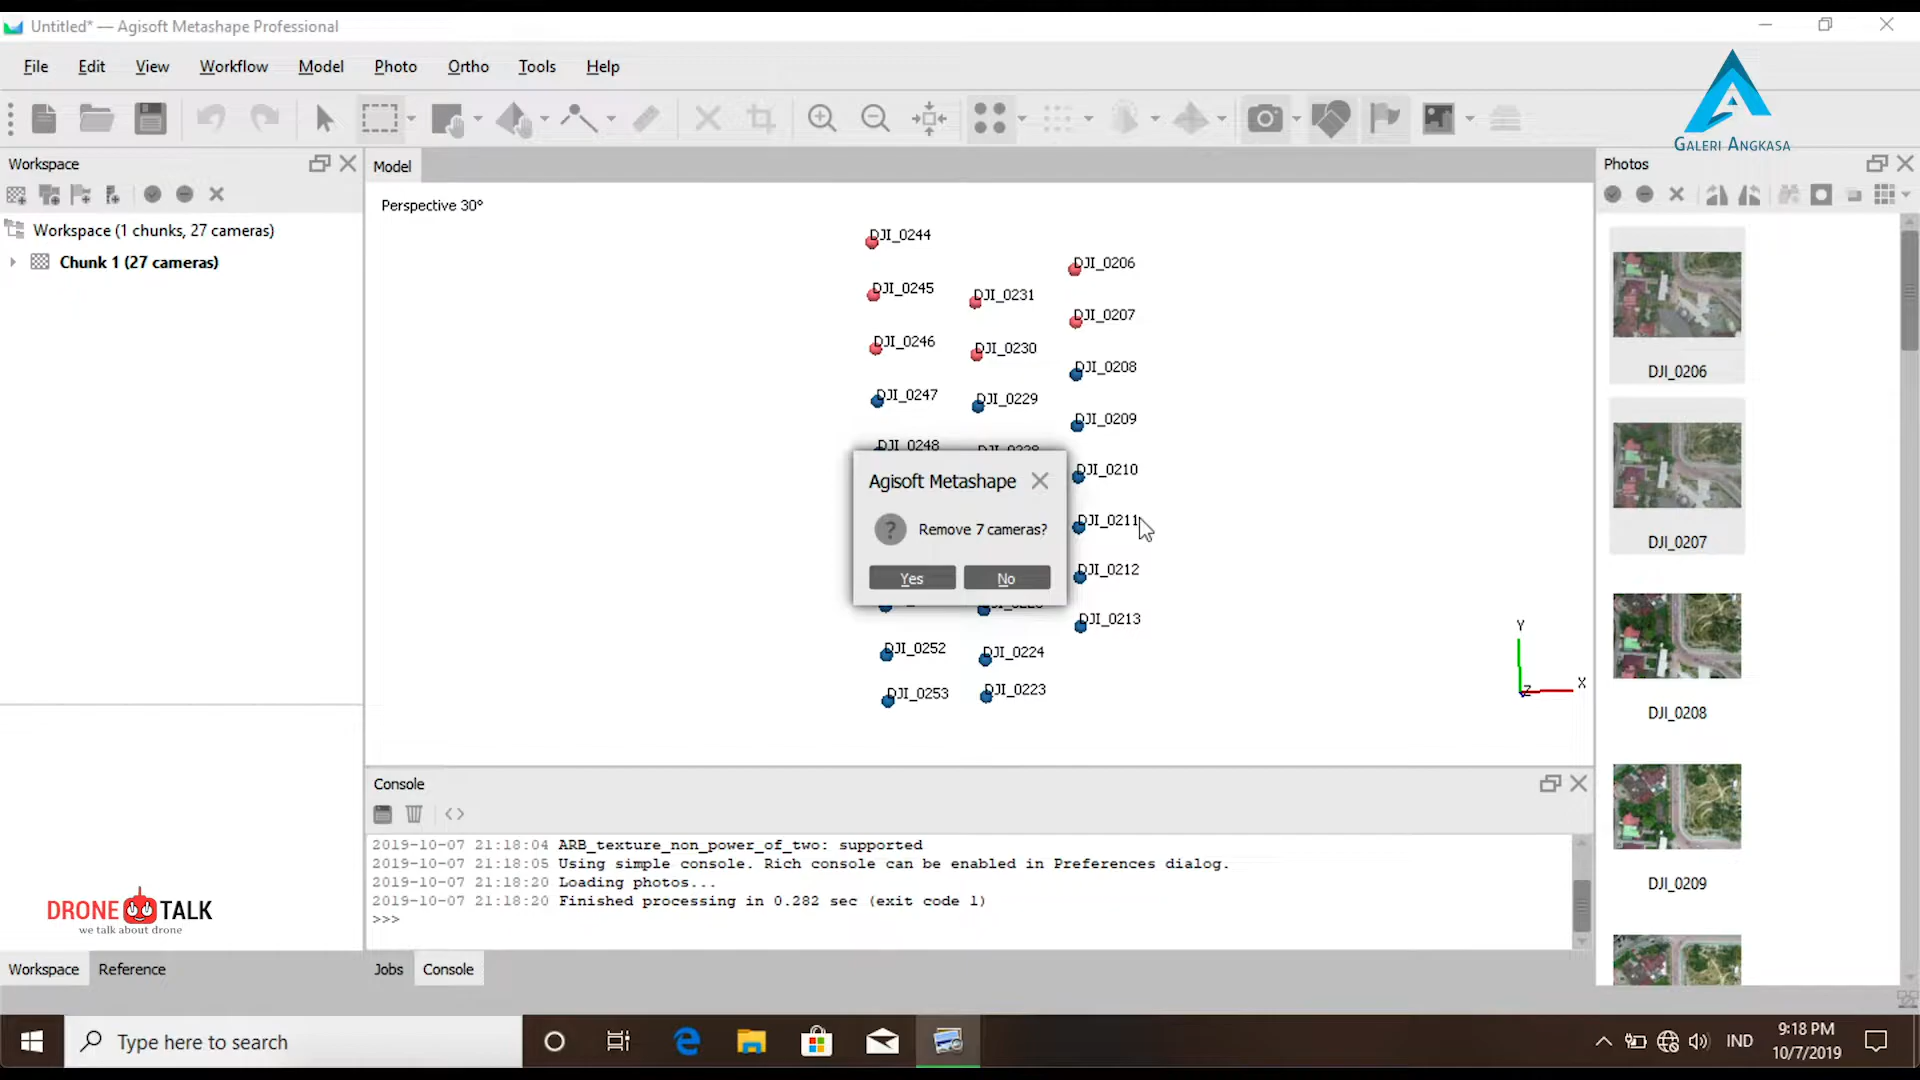 Untitled* — Agisoft Metashape Professional
File Edit View Workflow Model Photo Ortho Tools Help
GALERI ANGKASA
Workspace
Model
Photos
Perspective 30°
Workspace (1 chunks, 27 cameras)
Chunk 1 (27 cameras)
DJI_0244
DJI_0206
DJI_0245
DJI_0231
DJI_0207
DJI_0246
DJI_0230
DJI_0208
DJI_0247
DJI_0229
DJI_0209
DJI_0248
DJI_0210
DJI_0211
DJI_0212
DJI_0213
DJI_0252
DJI_0224
DJI_0253
DJI_0223
Agisoft Metashape
Remove 7 cameras?
Yes
No
Y
X
Z
DJI_0206
DJI_0207
DJI_0208
DJI_0209
Console
2019-10-07 21:18:04 ARB_texture_non_power_of_two: supported
2019-10-07 21:18:05 Using simple console. Rich console can be enabled in Preferences dialog.
2019-10-07 21:18:20 Loading photos...
2019-10-07 21:18:20 Finished processing in 0.282 sec (exit code 1)
>>>
DRONE TALK
we talk about drone
Workspace Reference
Jobs Console
Type here to search
IND
9:18 PM
10/7/2019